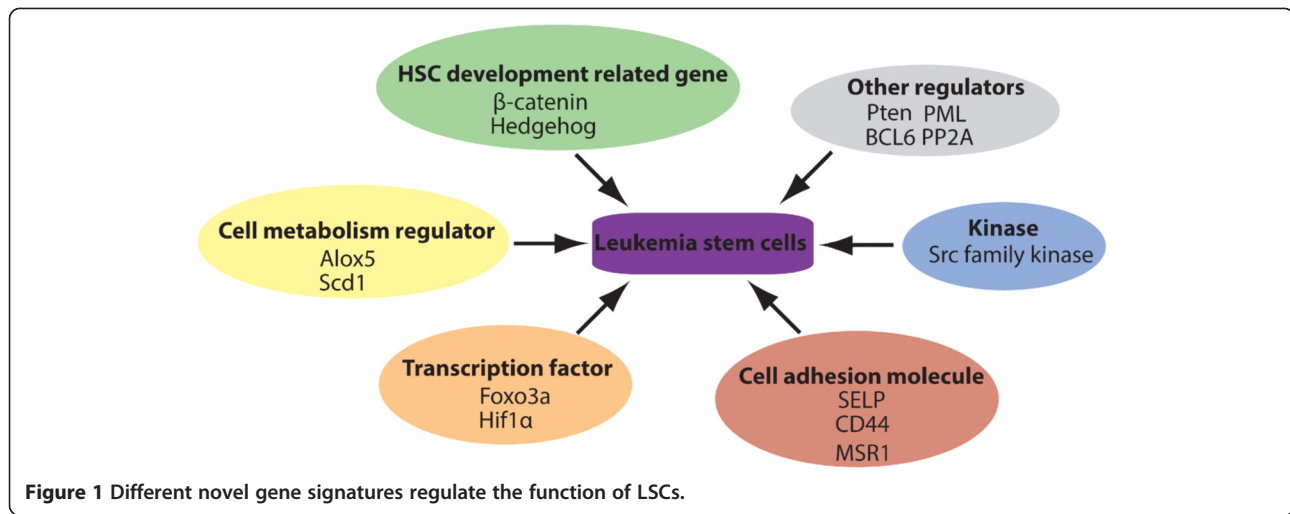 HSC development related gene
β-catenin
Hedgehog
Other regulators
Pten PML
BCL6 PP2A
Cell metabolism regulator
Alox5
Scd1
Leukemia stem cells
Kinase
Src family kinase
Transcription factor
Foxo3a
Hif1α
Cell adhesion molecule
SELP
CD44
MSR1
Figure 1 Different novel gene signatures regulate the function of LSCs.